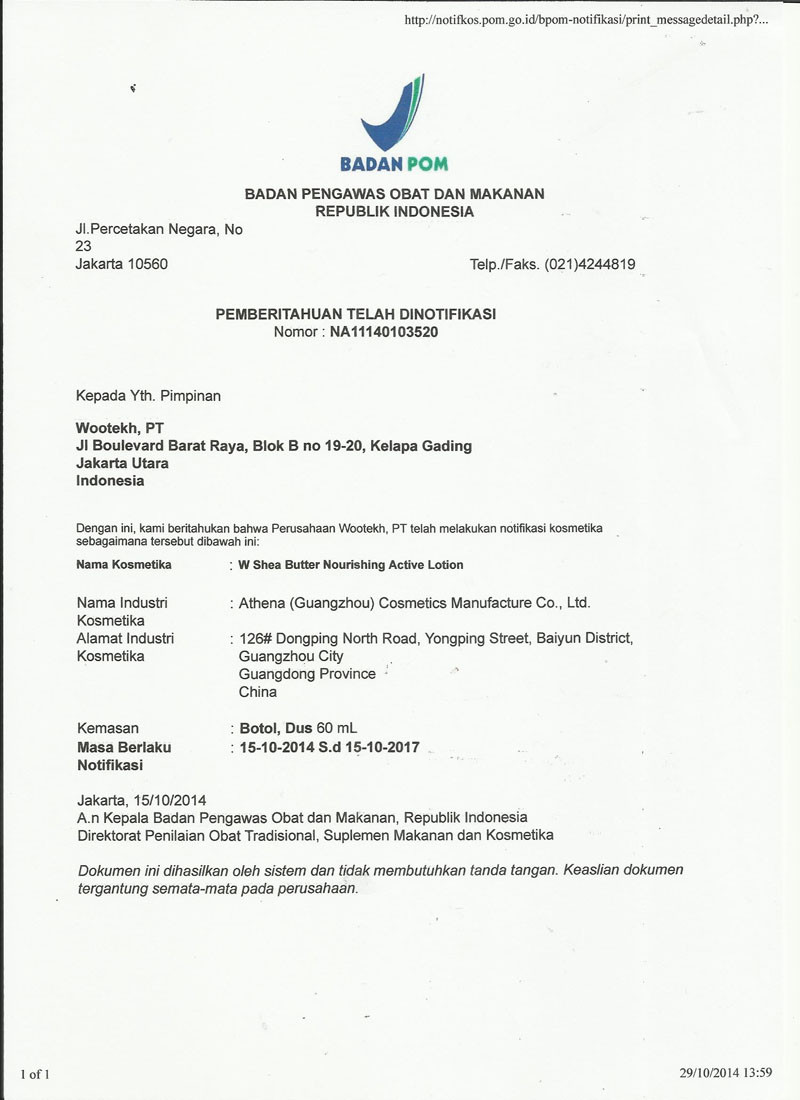 http://notifkos.pom.go.id/bpom-notifikasi/print_messagedetail.php?...
BADAN POM
BADAN PENGAWAS OBAT DAN MAKANAN
REPUBLIK INDONESIA
Jl.Percetakan Negara, No
23
Jakarta 10560
Telp./Faks. (021)4244819
PEMBERITAHUAN TELAH DINOTIFIKASI
Nomor : NA11140103520
Kepada Yth. Pimpinan
Wootekh, PT
Jl Boulevard Barat Raya, Blok B no 19-20, Kelapa Gading
Jakarta Utara
Indonesia
Dengan ini, kami beritahukan bahwa Perusahaan Wootekh, PT telah melakukan notifikasi kosmetika
sebagaimana tersebut dibawah ini:
Nama Kosmetika : W Shea Butter Nourishing Active Lotion
Nama Industri : Athena (Guangzhou) Cosmetics Manufacture Co., Ltd.
Kosmetika
Alamat Industri : 126# Dongping North Road, Yongping Street, Baiyun District,
Kosmetika Guangzhou City
Guangdong Province
China
Kemasan : Botol, Dus 60 mL
Masa Berlaku : 15-10-2014 S.d 15-10-2017
Notifikasi
Jakarta, 15/10/2014
A.n Kepala Badan Pengawas Obat dan Makanan, Republik Indonesia
Direktorat Penilaian Obat Tradisional, Suplemen Makanan dan Kosmetika
Dokumen ini dihasilkan oleh sistem dan tidak membutuhkan tanda tangan. Keaslian dokumen
tergantung semata-mata pada perusahaan.
1 of 1
29/10/2014 13:59